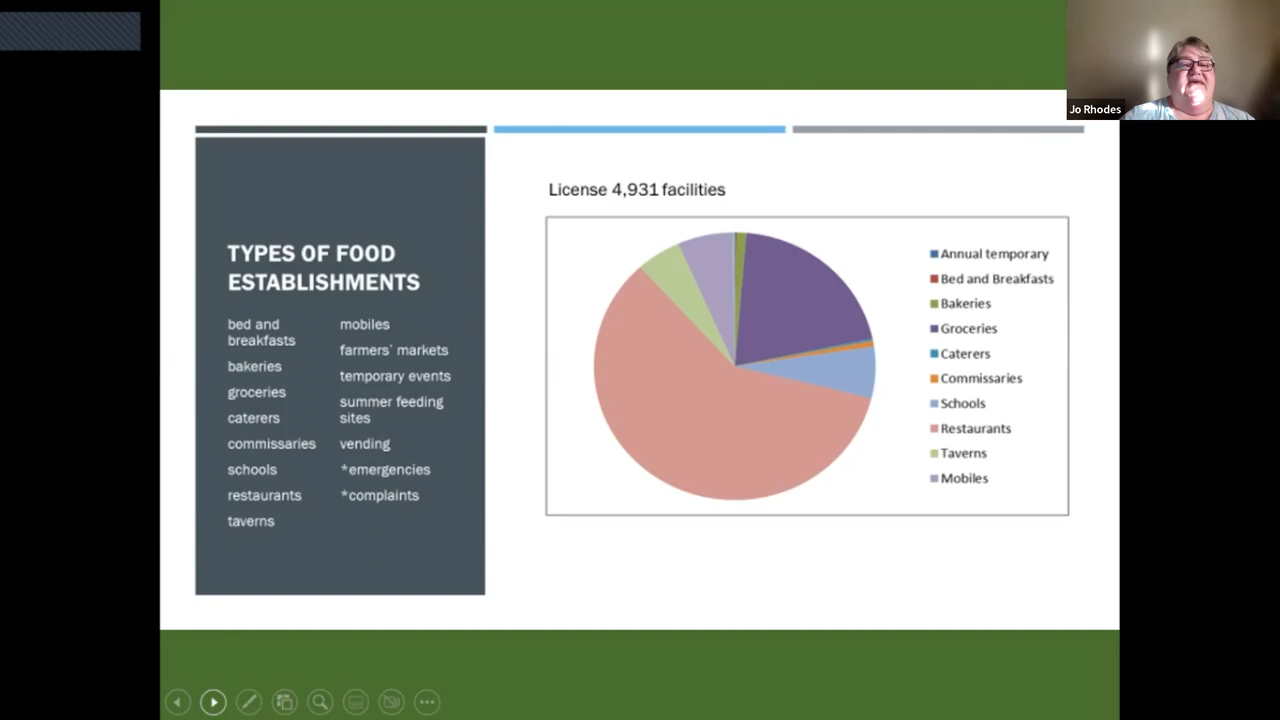 Jo Rhodes
License 4,931 facilities
TYPES OF FOOD
ESTABLISHMENTS
bed and
breakfasts
bakeries
groceries
caterers
commissaries
schools
restaurants
taverns
mobiles
farmers' markets
temporary events
summer feeding
sites
vending
*emergencies
*complaints
Annual temporary
Bed and Breakfasts
Bakeries
Groceries
Caterers
Commissaries
Schools
Restaurants
Taverns
Mobiles